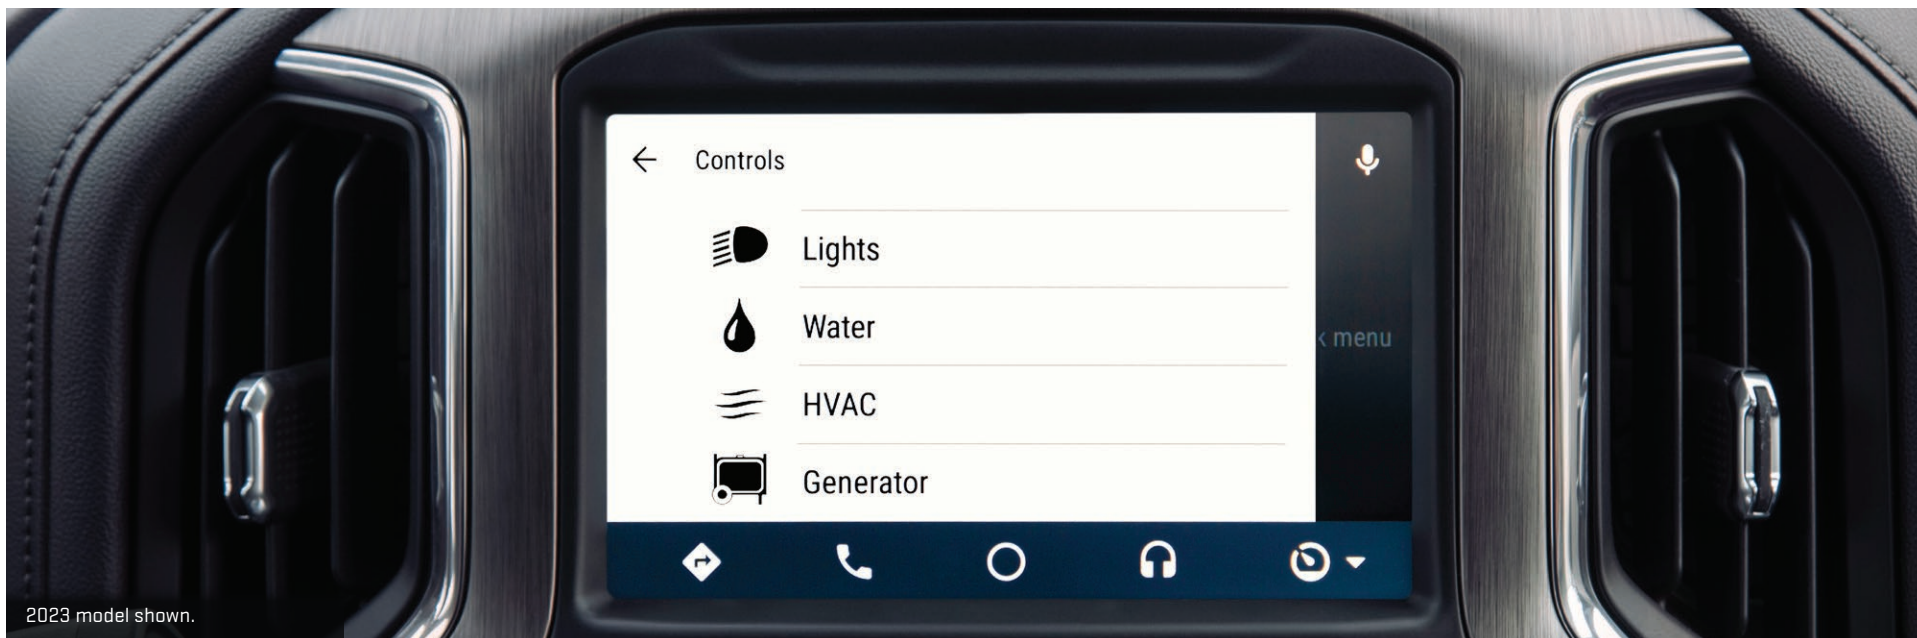 Controls
Lights
Water
k menu
HVAC
Generator
2023 model shown.